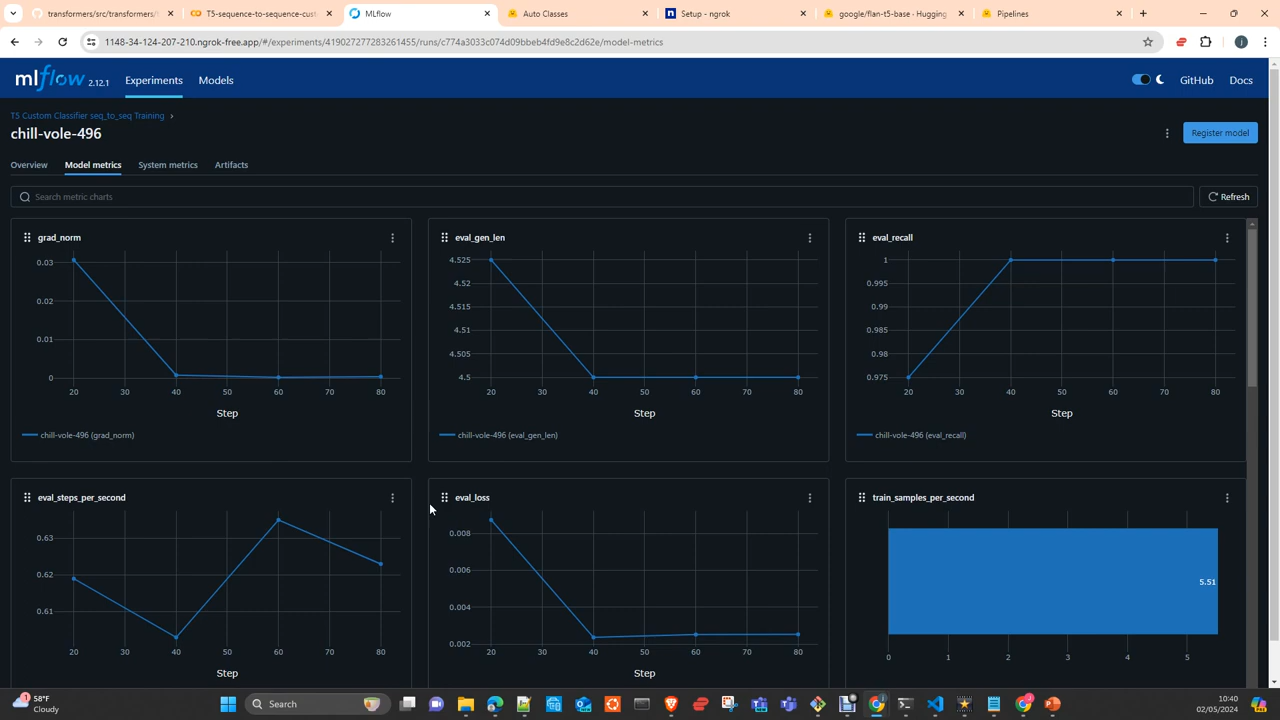 transformers/src/transformers/
T5-sequence-to-sequence-cust
MLflow
Auto Classes
Setup - ngrok
google/flan-t5-base · Hugging
Pipelines
1148-34-124-207-210.ngrok-free.app/#/experiments/419027277283261455/runs/c774a3033c074d09bbeb4fd9e8c2d62e/model-metrics
mlflow 2.12.1
Experiments
Models
GitHub
Docs
T5 Custom Classifier seq_to_seq Training
chill-vole-496
Register model
Overview
Model metrics
System metrics
Artifacts
Search metric charts
Refresh
grad_norm
0.03
0.02
0.01
0
20 30 40 50 60 70 80
Step
chill-vole-496 (grad_norm)
eval_gen_len
4.525
4.52
4.515
4.51
4.505
4.5
20 30 40 50 60 70 80
Step
chill-vole-496 (eval_gen_len)
eval_recall
1
0.995
0.99
0.985
0.98
0.975
20 30 40 50 60 70 80
Step
chill-vole-496 (eval_recall)
eval_steps_per_second
0.63
0.62
0.61
20 30 40 50 60 70 80
Step
eval_loss
0.008
0.006
0.004
0.002
20 30 40 50 60 70 80
Step
train_samples_per_second
5.51
0 1 2 3 4 5
1
58°F
Cloudy
Search
10:40
02/05/2024